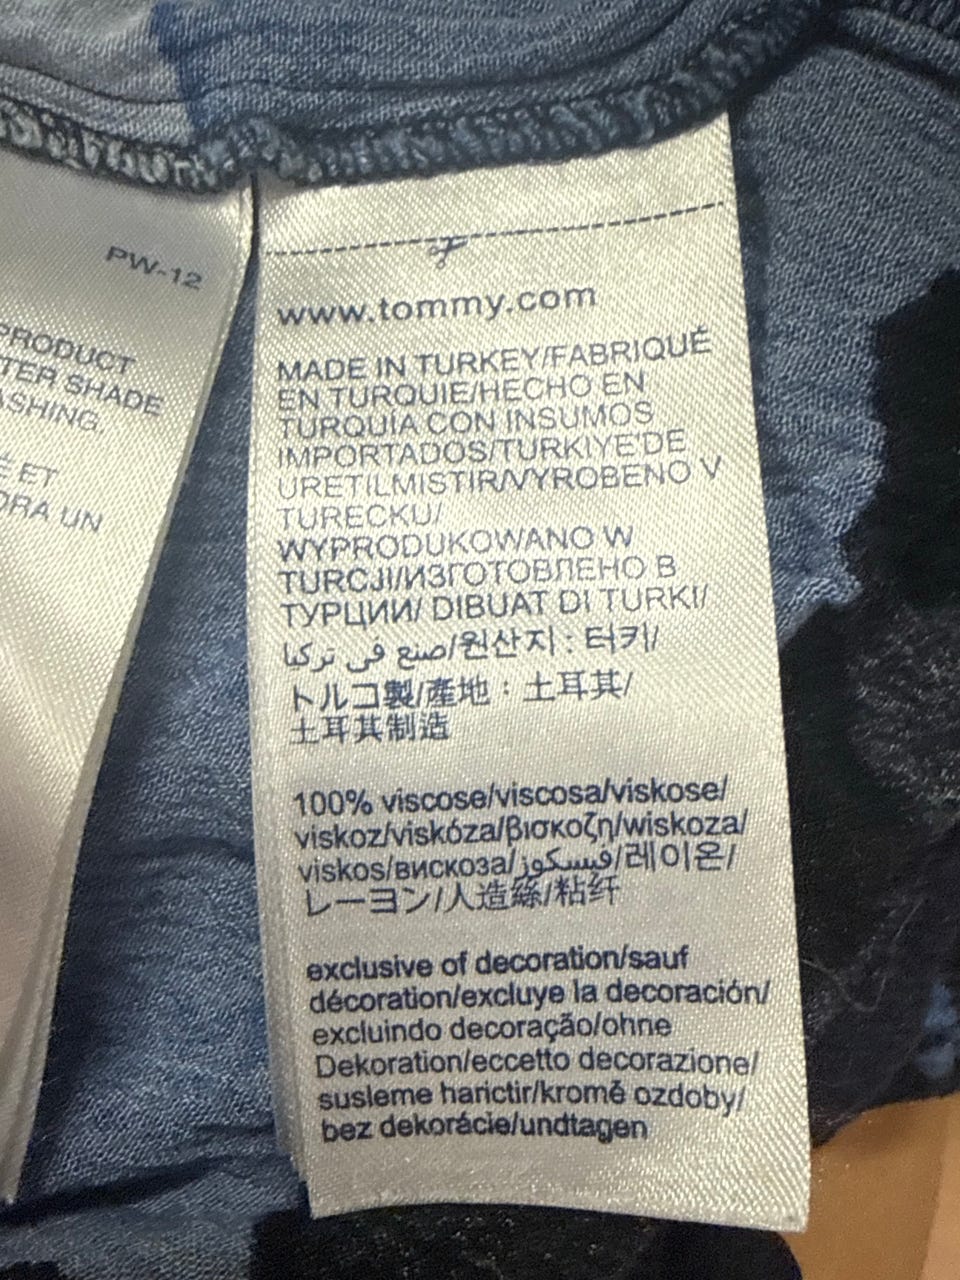 PW-12
PRODUCT
SHADE
É ET
UN
www.tommy.com
MADE IN TURKEY/FABRIQUÉ
EN TURQUIE/HECHO EN
TURQUÍA CON INSUMOS
IMPORTADOS/TURKIYE'DE
URETILMISTIR/VYROBENO V
TURECKU/
WYPRODUKOWANO W
TURCJI/ИЗГОТОВЛЕНО В
ТУРЦИИ/ DIBUAT DI TURKI/
صنع في تركيا/원산지 : 터키/
トルコ製/產地：土耳其/
土耳其制造
100% viscose/viscosa/viskose/
viskoz/viskóza/βισκοζη/wiskoza/
viskos/вискоза/فيسكوز/레이온/
レーヨン/人造絲/粘纤
exclusive of decoration/sauf
décoration/excluye la decoración/
excluindo decoração/ohne
Dekoration/eccetto decorazione/
susleme harictir/kromě ozdoby/
bez dekorácie/undtagen